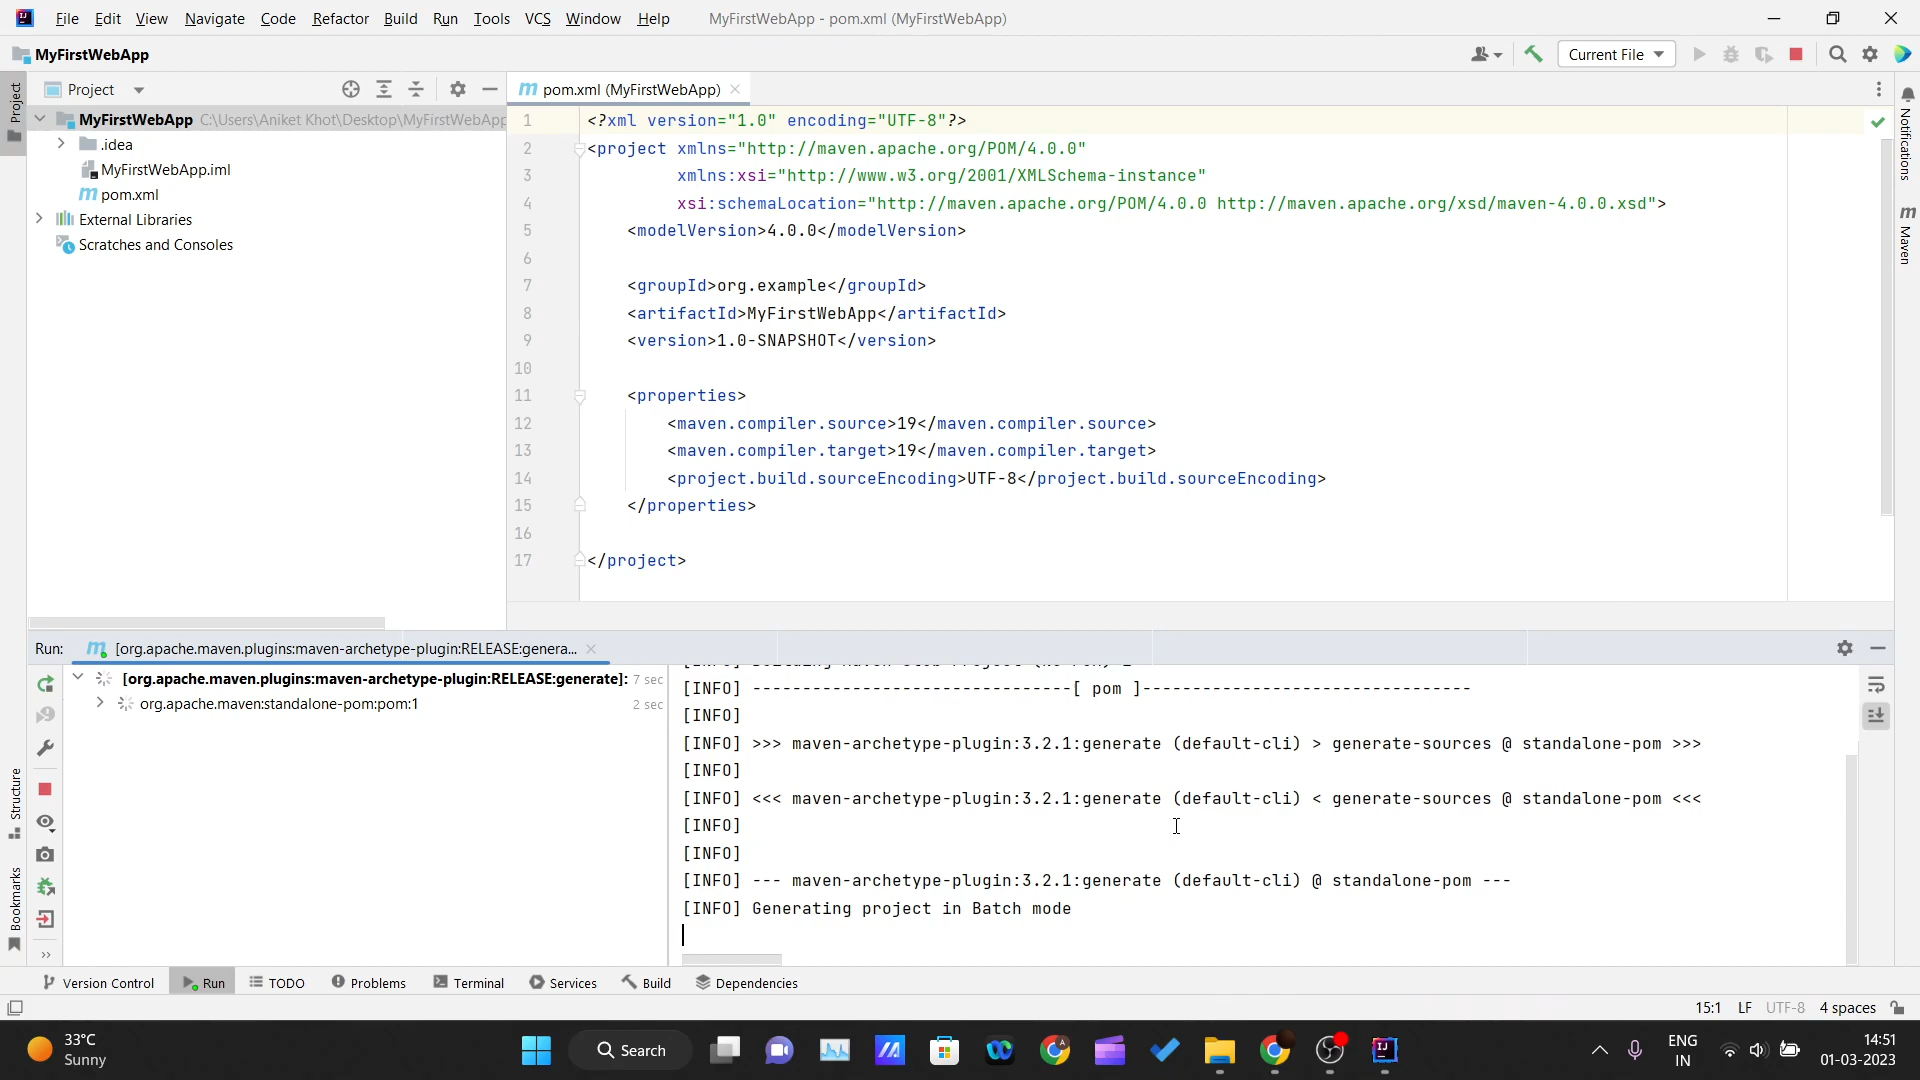 File Edit View Navigate Code Refactor Build Run Tools VCS Window Help MyFirstWebApp - pom.xml (MyFirstWebApp)
MyFirstWebApp
Current File
Project
pom.xml (MyFirstWebApp)
Project
MyFirstWebApp C:\Users\Aniket Khot\Desktop\MyFirstWebApp
.idea
MyFirstWebApp.iml
pom.xml
External Libraries
Scratches and Consoles
1 <?xml version="1.0" encoding="UTF-8"?>
2 <project xmlns="http://maven.apache.org/POM/4.0.0"
3 xmlns:xsi="http://www.w3.org/2001/XMLSchema-instance"
4 xsi:schemaLocation="http://maven.apache.org/POM/4.0.0 http://maven.apache.org/xsd/maven-4.0.0.xsd">
5 <modelVersion>4.0.0</modelVersion>
6
7 <groupId>org.example</groupId>
8 <artifactId>MyFirstWebApp</artifactId>
9 <version>1.0-SNAPSHOT</version>
10
11 <properties>
12 <maven.compiler.source>19</maven.compiler.source>
13 <maven.compiler.target>19</maven.compiler.target>
14 <project.build.sourceEncoding>UTF-8</project.build.sourceEncoding>
15 </properties>
16
17 </project>
Notifications
Maven
Run: [org.apache.maven.plugins:maven-archetype-plugin:RELEASE:genera...
[org.apache.maven.plugins:maven-archetype-plugin:RELEASE:generate]: 7 sec
org.apache.maven:standalone-pom:pom:1 2 sec
[INFO] Building Maven Stub Project (No POM) 1
[INFO] --------------------------------[ pom ]---------------------------------
[INFO]
[INFO] >>> maven-archetype-plugin:3.2.1:generate (default-cli) > generate-sources @ standalone-pom >>>
[INFO]
[INFO] <<< maven-archetype-plugin:3.2.1:generate (default-cli) < generate-sources @ standalone-pom <<<
[INFO]
[INFO]
[INFO] --- maven-archetype-plugin:3.2.1:generate (default-cli) @ standalone-pom ---
[INFO] Generating project in Batch mode
Structure
Bookmarks
Version Control Run TODO Problems Terminal Services Build Dependencies
15:1 LF UTF-8 4 spaces
33°C
Sunny
Search
ENG
IN
14:51
01-03-2023